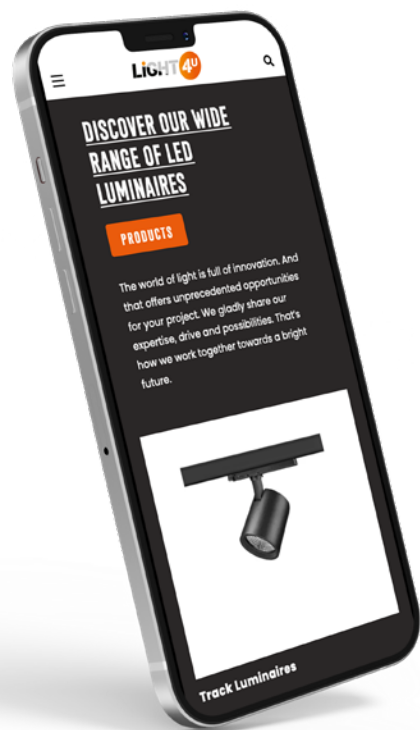 LiGHT4U
DISCOVER OUR WIDE
RANGE OF LED
LUMINAIRES
PRODUCTS
The world of light is full of innovation. And
that offers unprecedented opportunities
for your project. We gladly share our
expertise, drive and possibilities. That's
how we work together towards a bright
future.
Track Luminaires